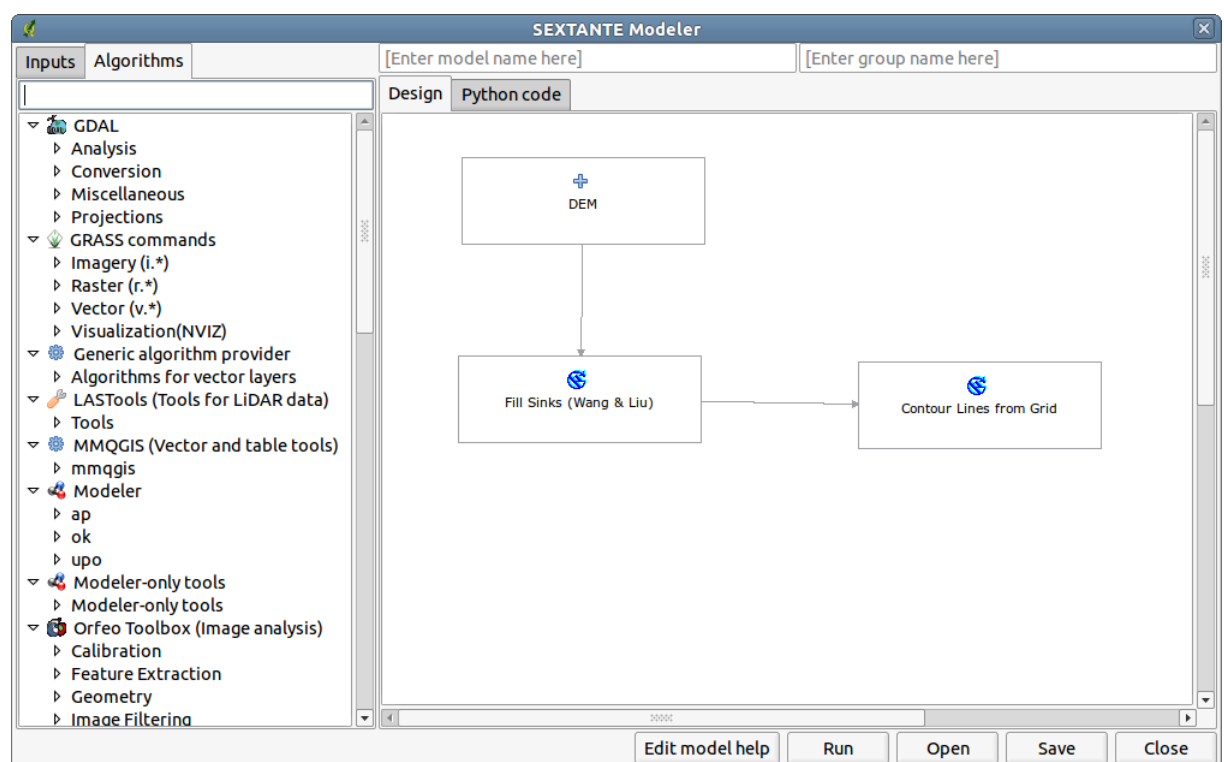 SEXTANTE Modeler
Inputs
Algorithms
[Enter model name here]
[Enter group name here]
Design
Python code
GDAL
Analysis
Conversion
Miscellaneous
Projections
GRASS commands
Imagery (i.*)
Raster (r.*)
Vector (v.*)
Visualization(NVIZ)
Generic algorithm provider
Algorithms for vector layers
LASTools (Tools for LiDAR data)
Tools
MMQGIS (Vector and table tools)
mmqgis
Modeler
ap
ok
upo
Modeler-only tools
Modeler-only tools
Orfeo Toolbox (Image analysis)
Calibration
Feature Extraction
Geometry
Image Filtering
DEM
Fill Sinks (Wang & Liu)
Contour Lines from Grid
Edit model help
Run
Open
Save
Close